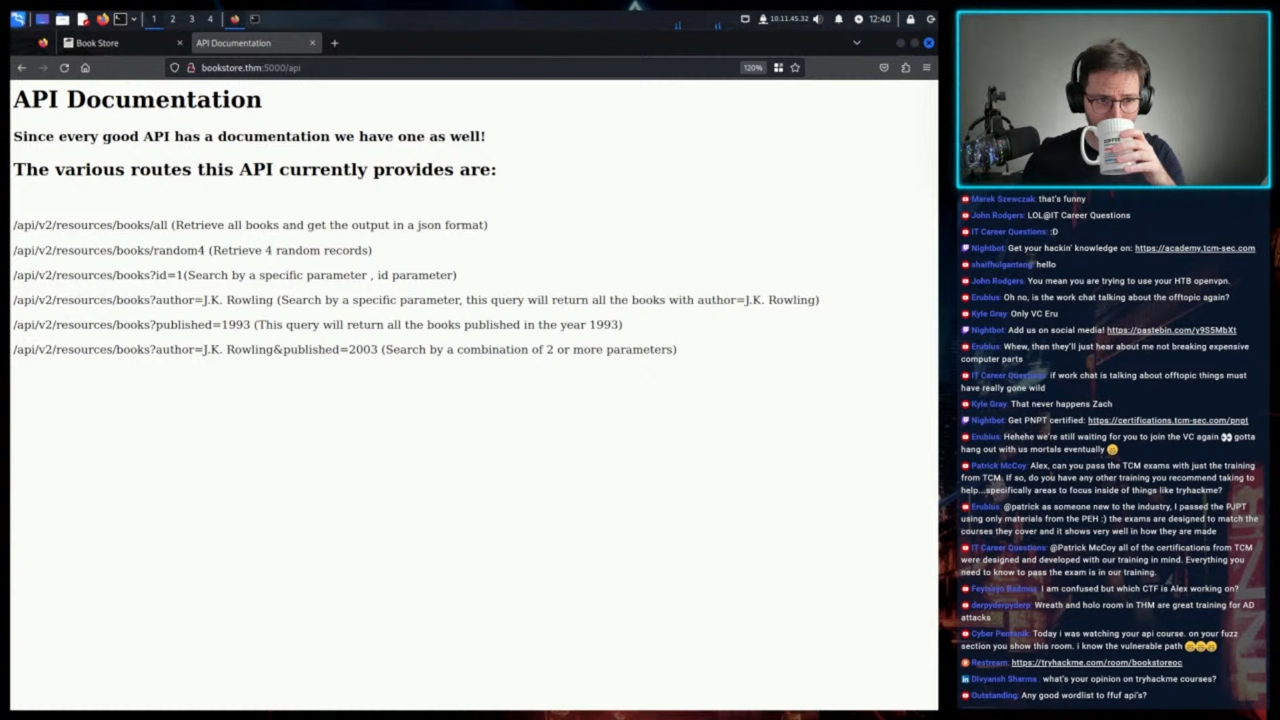 1 2 3 4
10.11.45.32
12:40
Book Store
API Documentation
bookstore.thm:5000/api
120%
API Documentation
Since every good API has a documentation we have one as well!
The various routes this API currently provides are:
/api/v2/resources/books/all (Retrieve all books and get the output in a json format)
/api/v2/resources/books/random4 (Retrieve 4 random records)
/api/v2/resources/books?id=1(Search by a specific parameter , id parameter)
/api/v2/resources/books?author=J.K. Rowling (Search by a specific parameter, this query will return all the books with author=J.K. Rowling)
/api/v2/resources/books?published=1993 (This query will return all the books published in the year 1993)
/api/v2/resources/books?author=J.K. Rowling&published=2003 (Search by a combination of 2 or more parameters)
Marek Szewczak: that's funny
John Rodgers: LOL@IT Career Questions
IT Career Questions: :D
Nightbot: Get your hackin' knowledge on: https://academy.tcm-sec.com
shaifhulganteng: hello
John Rodgers: You mean you are trying to use your HTB openvpn.
Erubius: Oh no, is the work chat talking about the offtopic again?
Kyle Gray: Only VC Eru
Nightbot: Add us on social media! https://pastebin.com/y9S5MbXt
Erubius: Whew, then they'll just hear about me not breaking expensive
computer parts
IT Career Questions: if work chat is talking about offtopic things must
have really gone wild
Kyle Gray: That never happens Zach
Nightbot: Get PNPT certified: https://certifications.tcm-sec.com/pnpt
Erubius: Hehehe we're still waiting for you to join the VC again 👀 gotta
hang out with us mortals eventually
Patrick McCoy: Alex, can you pass the TCM exams with just the training
from TCM. If so, do you have any other training you recommend taking to
help...specifically areas to focus inside of things like tryhackme?
Erubius: @patrick as someone new to the industry, I passed the PJPT
using only materials from the PEH :) the exams are designed to match the
courses they cover and it shows very well in how they are made
IT Career Questions: @Patrick McCoy all of the certifications from TCM
were designed and developed with our training in mind. Everything you
need to know to pass the exam is in our training.
Feyisayo Badmus: I am confused but which CTF is Alex working on?
derpyderpyderp: Wreath and holo room in THM are great training for AD
attacks
Cyber Pentanik: Today i was watching your api course. on your fuzz
section you show this room. i know the vulnerable path
Restream: https://tryhackme.com/room/bookstoreoc
Divyansh Sharma: what's your opinion on tryhackme courses?
Outstanding: Any good wordlist to ffuf api's?